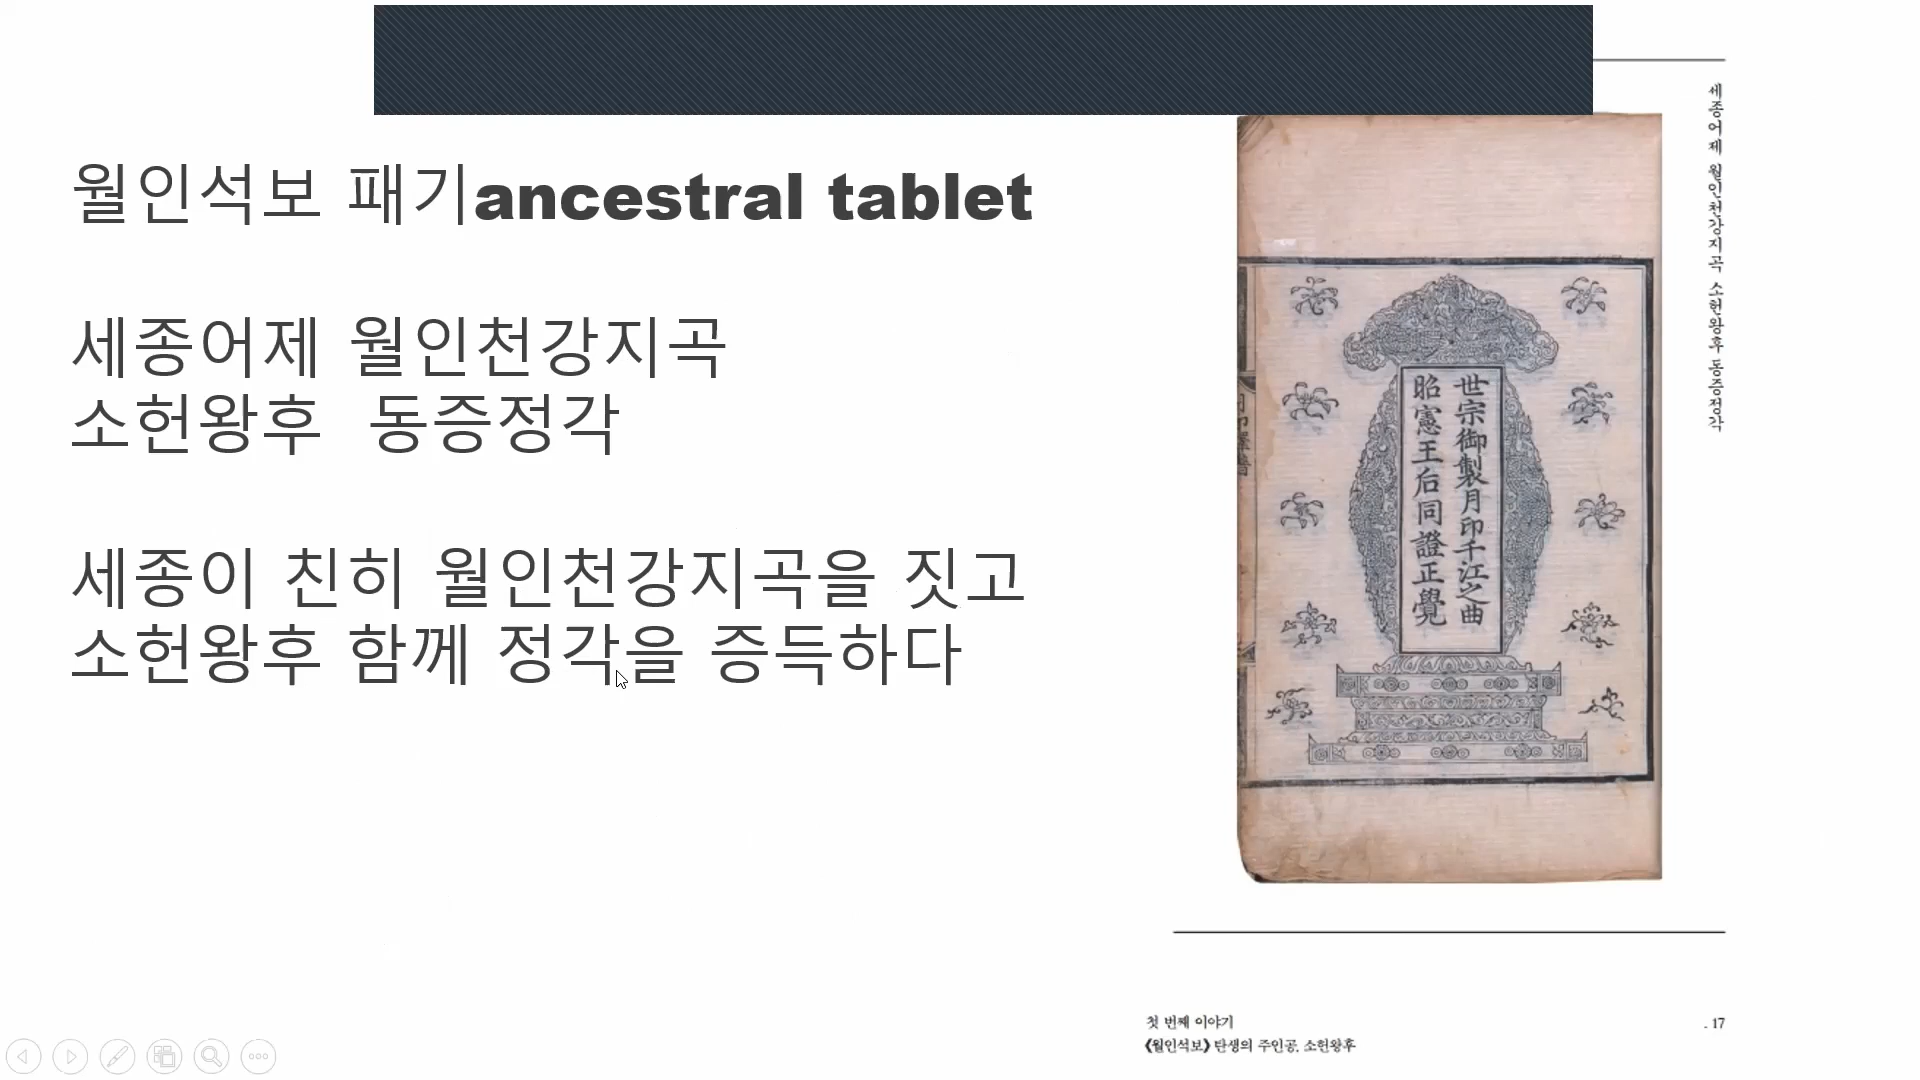 월인석보 패기ancestral tablet
세종어제 월인천강지곡
소헌왕후 동증정각
세종이 친히 월인천강지곡을 짓고
소헌왕후 함께 정각을 증득하다
세종어제 월인천강지곡 소헌왕후 동증정각
世宗御製月印千江之曲
昭憲王后同證正覺
첫 번째 이야기
《월인석보》 탄생의 주인공, 소헌왕후
. 17